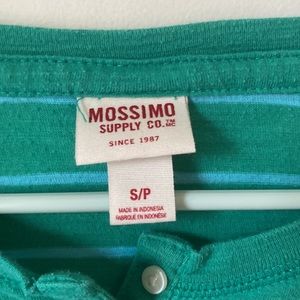 MOSSIMO
SUPPLY CO.™ MC
SINCE 1987
S/P
MADE IN INDONESIA
FABRIQUÉ EN INDONÉSIE